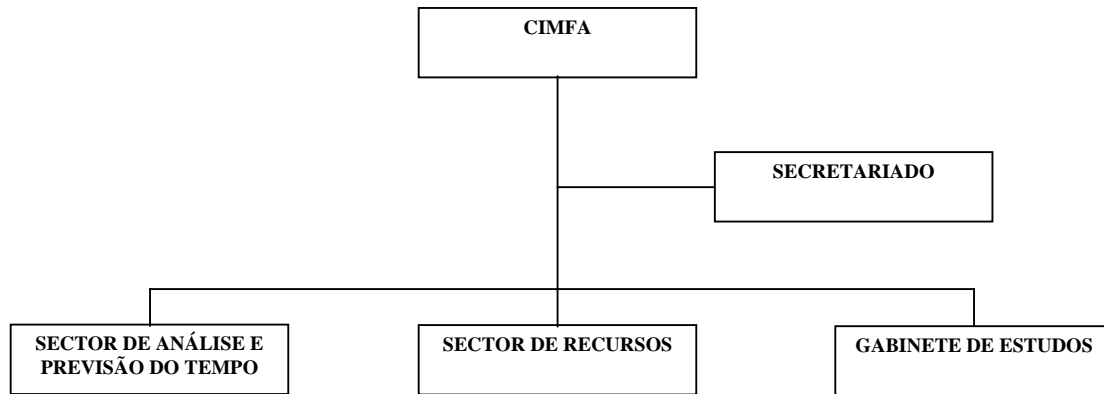 CIMFA
SECRETARIADO
SECTOR DE ANÁLISE E
PREVISÃO DO TEMPO
SECTOR DE RECURSOS
GABINETE DE ESTUDOS